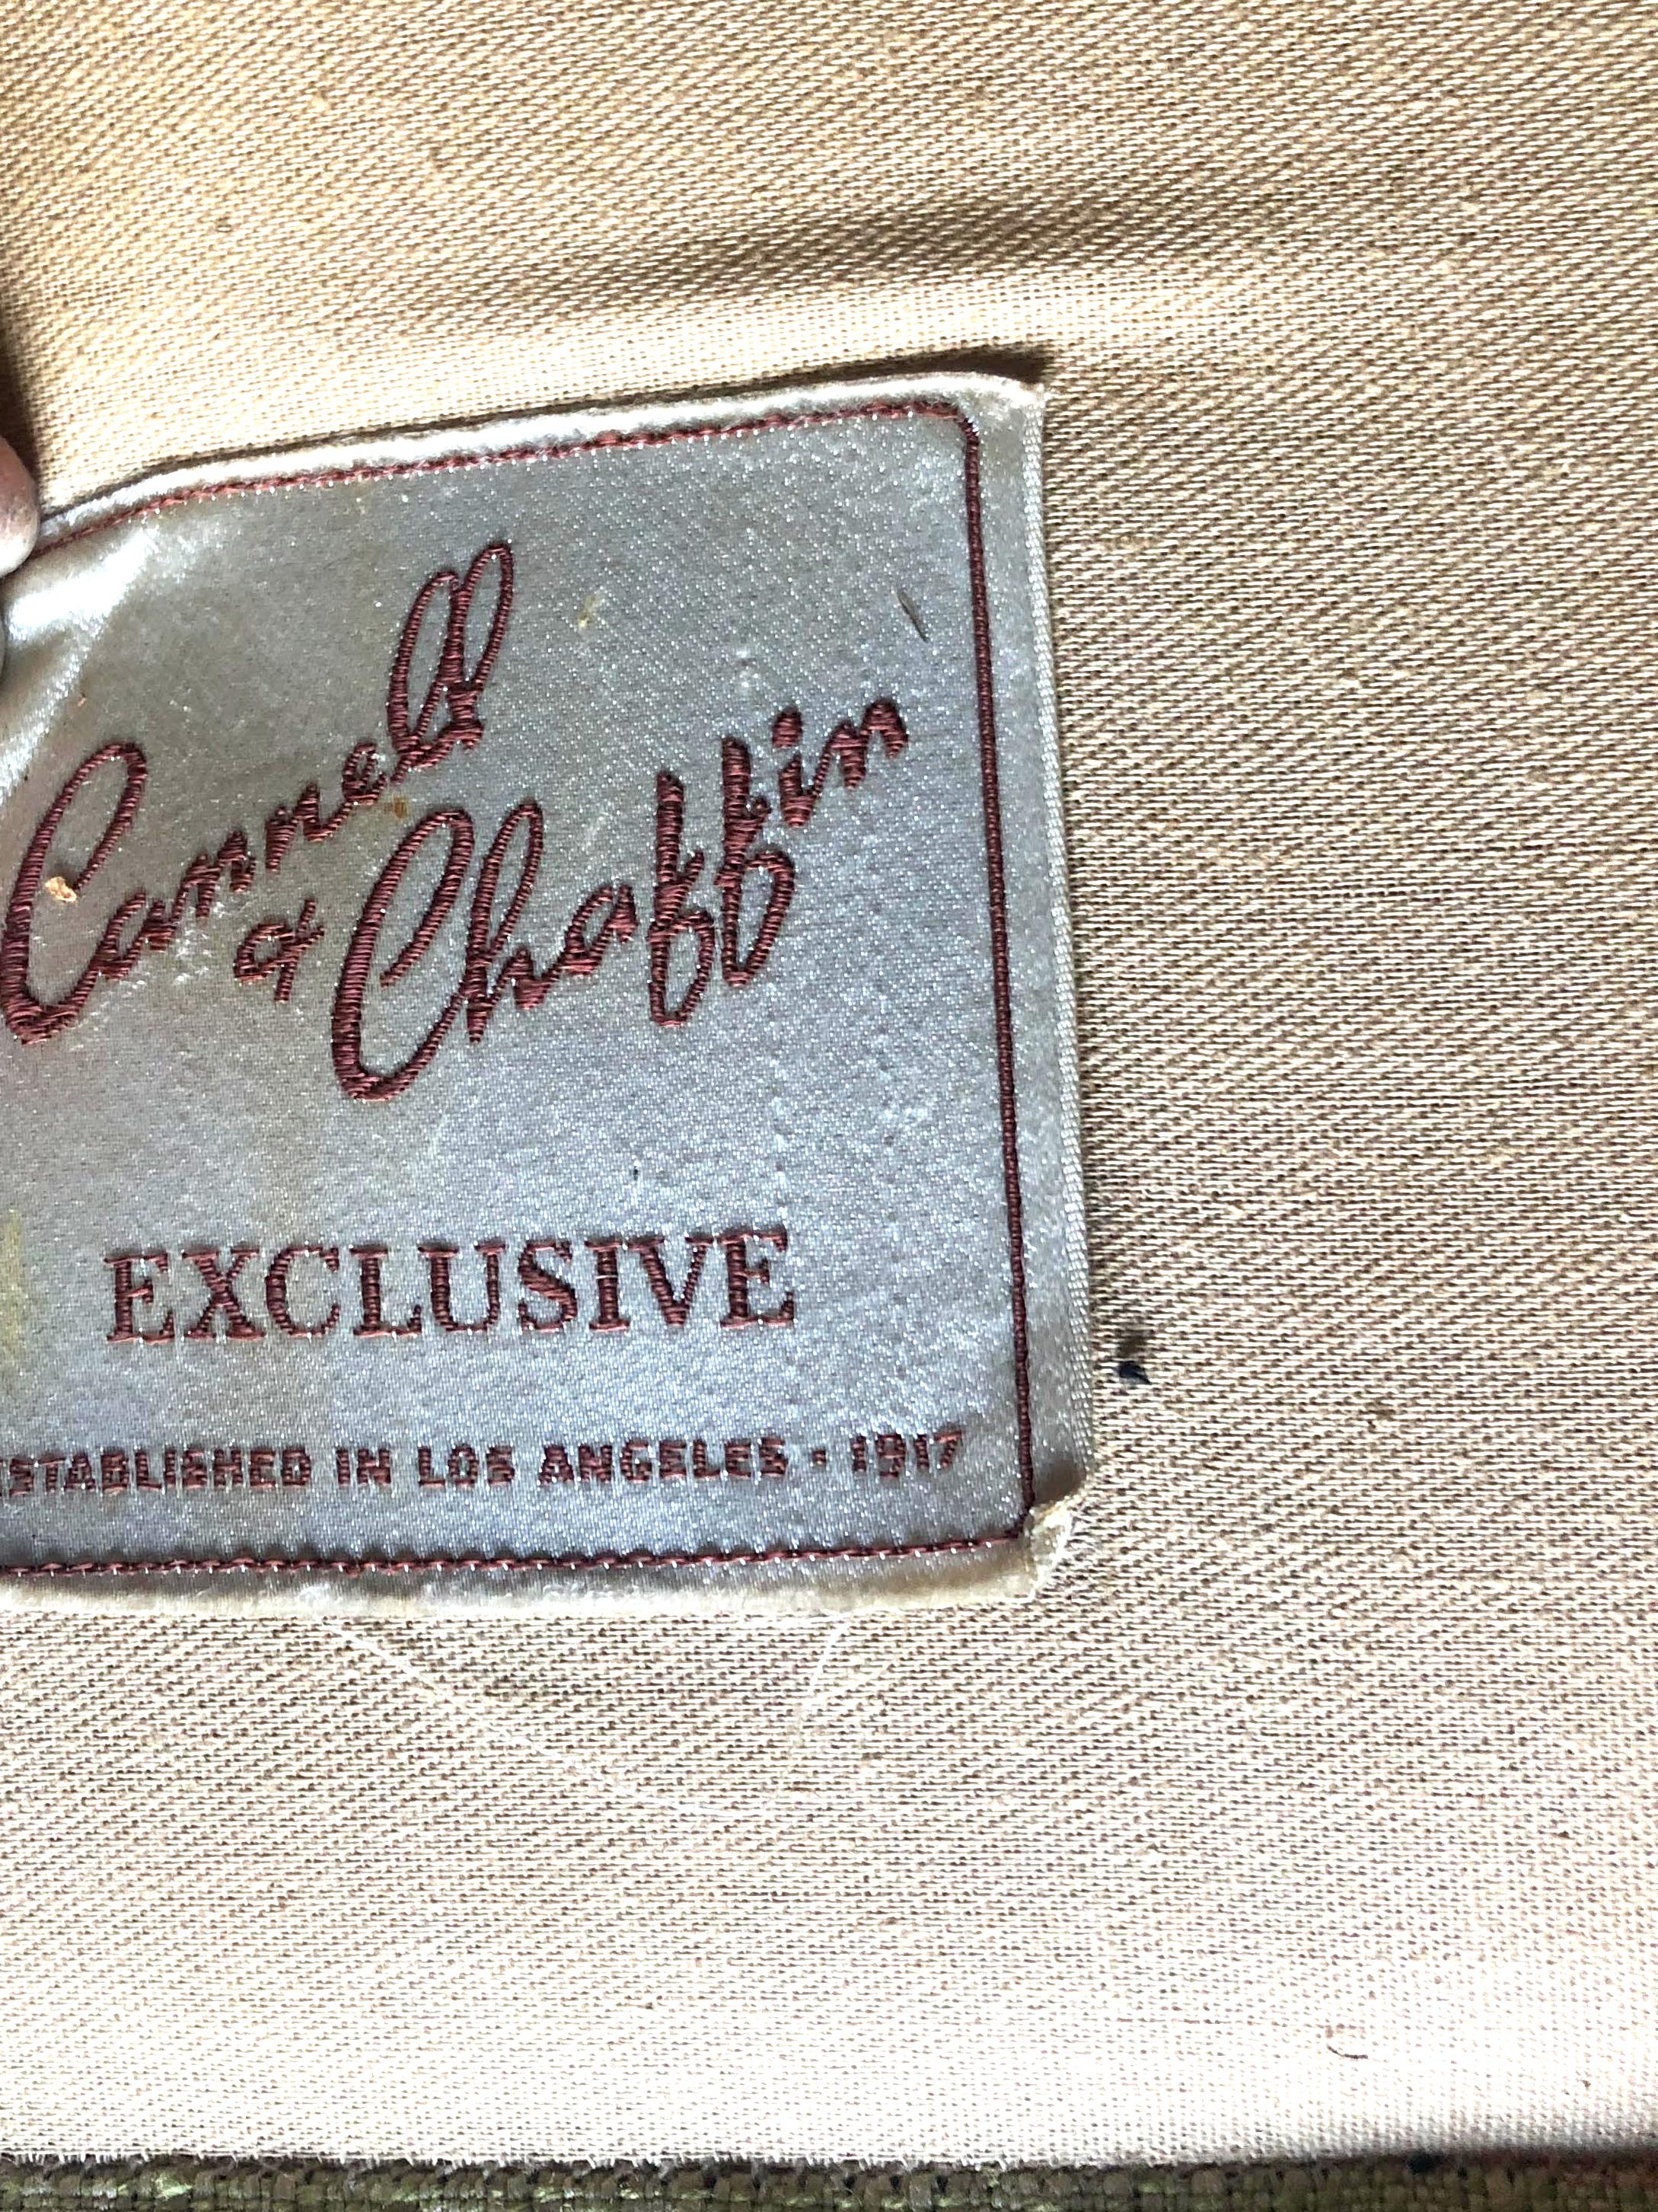 Cannell
&
Chaffin
EXCLUSIVE
ESTABLISHED IN LOS ANGELES · 1917